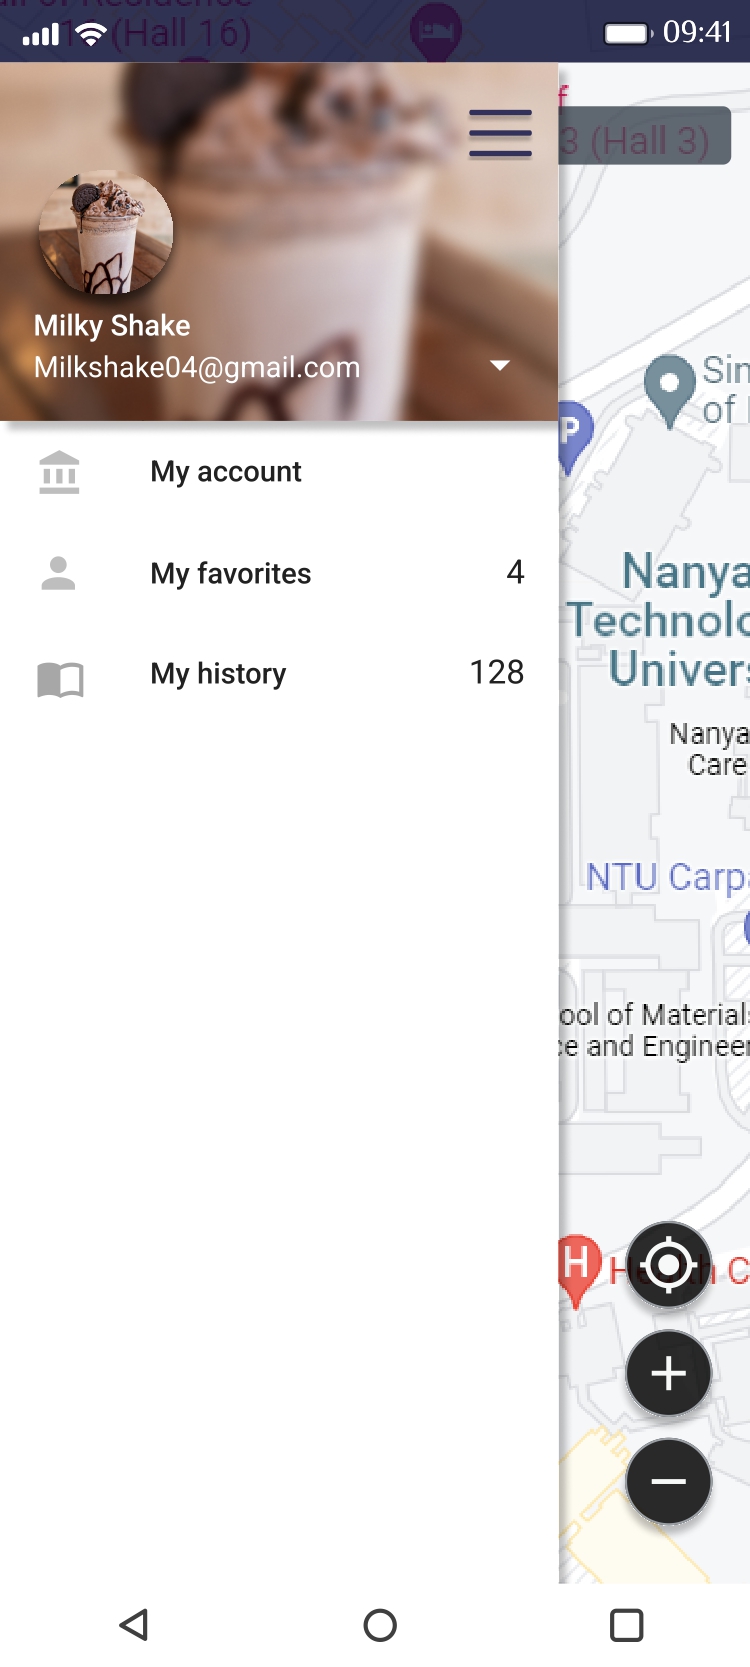 (Hall 16)
09:41
3 (Hall 3)
Milky Shake
Milkshake04@gmail.com
My account
My favorites 4
My history 128
P
of
Nanya
Technolo
Univers
Nanya
Care
NTU Carp
ool of Materials
ce and Engineer
H